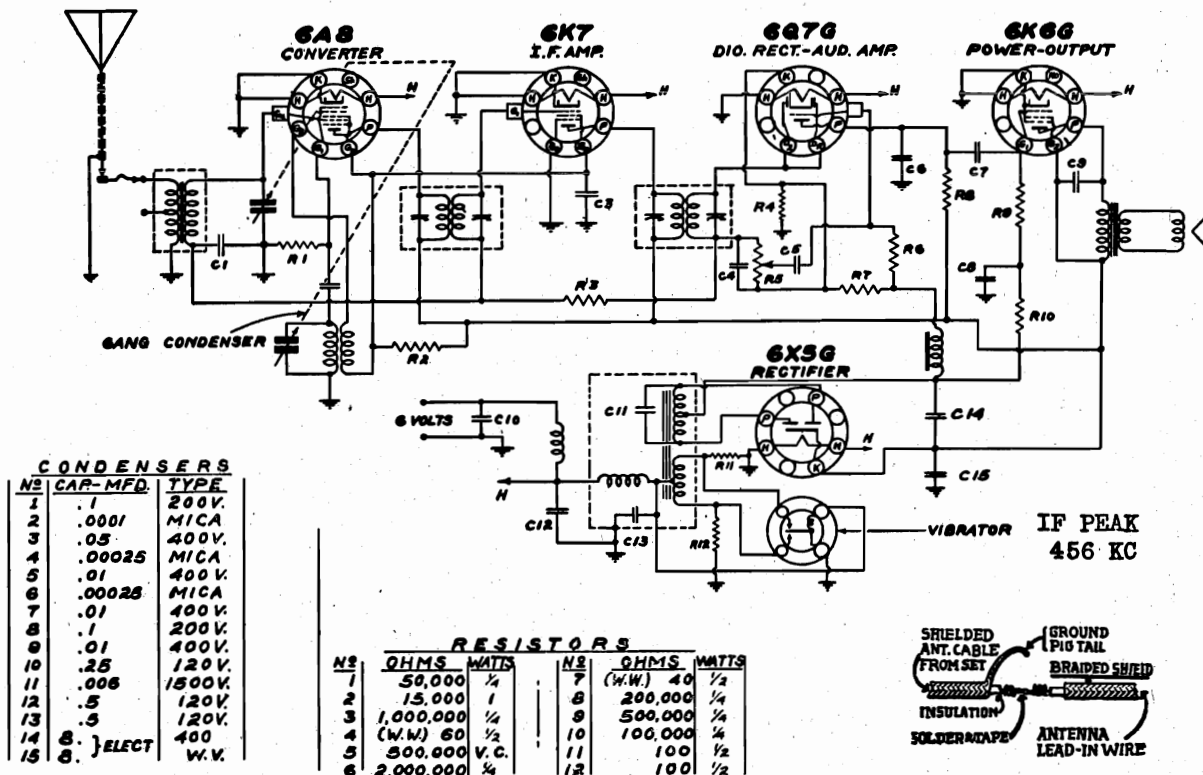 6A8
CONVERTER
6K7
I.F. AMP.
6Q7G
DIO. RECT.-AUD. AMP.
6K6G
POWER-OUTPUT
K
H
H
P
H
K
H
H
P
H
K
H
H
P
H
K
H
H
P
H
C1
R1
C3
C4
R4
R5
C5
C6
R6
R7
R8
C7
R9
C8
C9
R10
R3
GANG CONDENSER
R2
6X5G
RECTIFIER
P
P
H
H
K
H
6 VOLTS
C10
C11
R11
C14
C15
H
C12
C13
R12
VIBRATOR
IF PEAK
456 KC
CONDENSERS
Nº CAP-MFD. TYPE
1 .1 200V.
2 .0001 MICA
3 .05 400V.
4 .00025 MICA
5 .01 400V.
6 .00025 MICA
7 .01 400V.
8 .1 200V.
9 .01 400V.
10 .25 120V.
11 .006 1500V.
12 .5 120V.
13 .5 120V.
14 8. } ELECT 400
15 8. W.V.
RESISTORS
Nº OHMS WATTS Nº OHMS WATTS
1 50,000 ¼ 7 (W.W.) 40 ½
2 15,000 1 8 200,000 ¼
3 1,000,000 ¼ 9 500,000 ¼
4 (W.W.) 60 ½ 10 100,000 ¼
5 500,000 V.C. 11 100 ½
6 2,000,000 ¼ 12 100 ½
SHIELDED
ANT. CABLE
FROM SET
GROUND
PIG TAIL
BRAIDED SHIELD
INSULATION
SOLDER&TAPE
ANTENNA
LEAD-IN WIRE